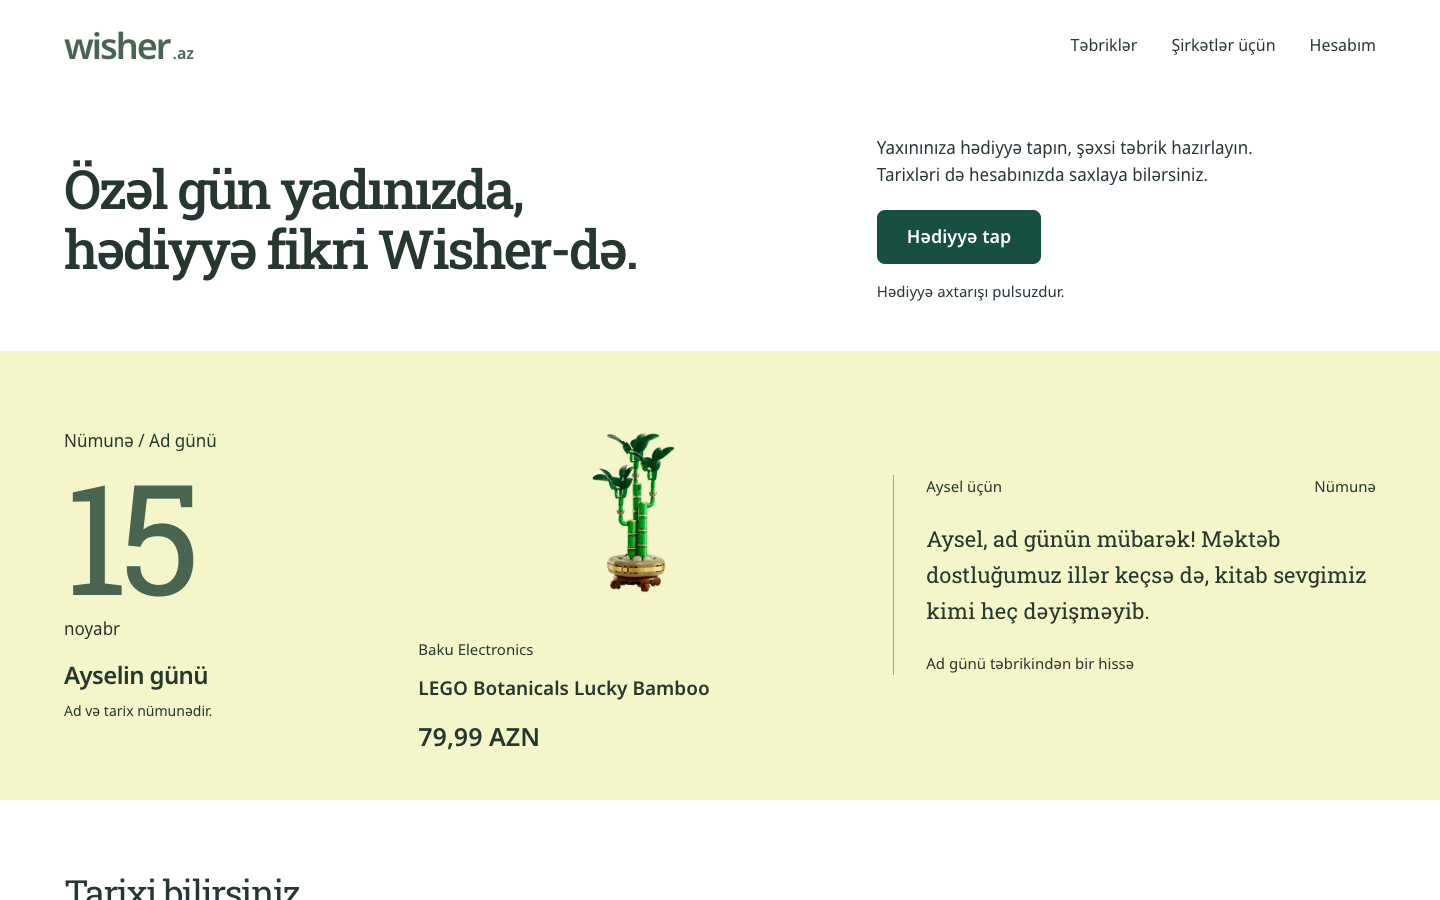 wisher.az
Təbriklər
Şirkətlər üçün
Hesabım
Özəl gün yadınızda,
hədiyyə fikri Wisher-də.
Yaxınınıza hədiyyə tapın, şəxsi təbrik hazırlayın.
Tarixləri də hesabınızda saxlaya bilərsiniz.
Hədiyyə tap
Hədiyyə axtarışı pulsuzdur.
Nümunə / Ad günü
15
noyabr
Ayselin günü
Ad və tarix nümunədir.
Baku Electronics
LEGO Botanicals Lucky Bamboo
79,99 AZN
Aysel üçün
Nümunə
Aysel, ad günün mübarək! Məktəb
dostluğumuz illər keçsə də, kitab sevgimiz
kimi heç dəyişməyib.
Ad günü təbrikindən bir hissə
Tarixi bilirsiniz